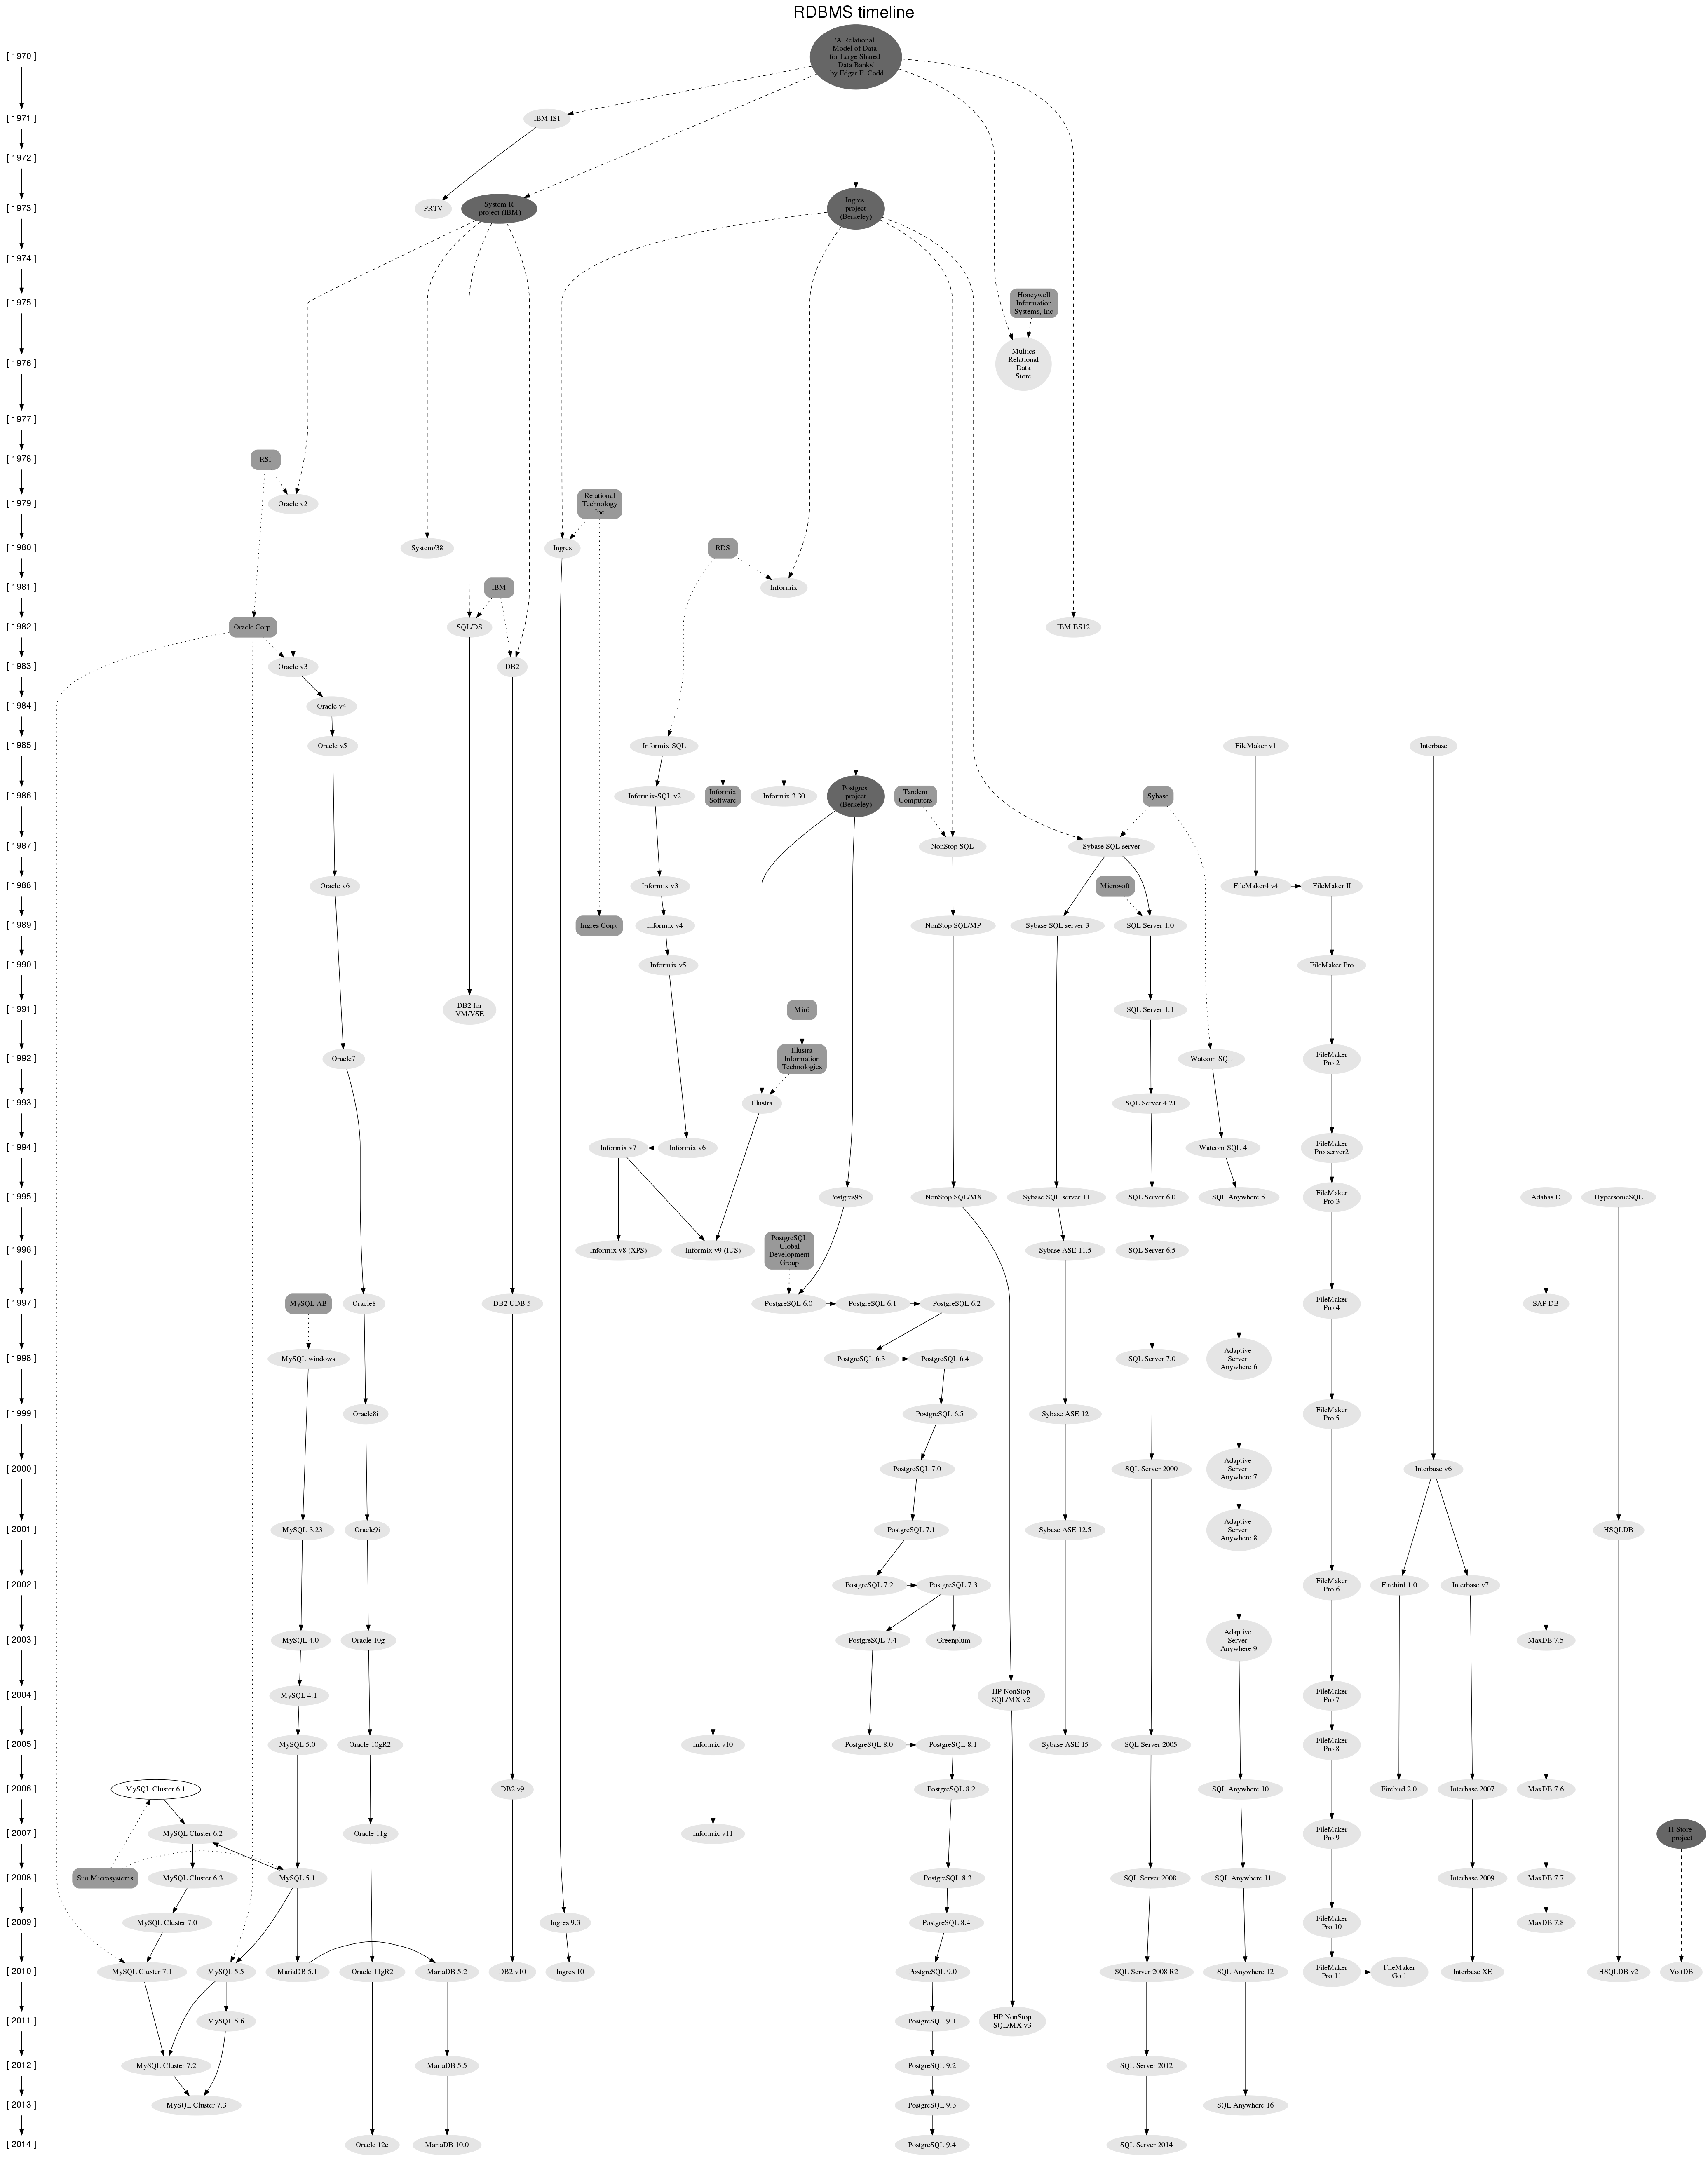 RDBMS timeline
[ 1970 ]
'A Relational
Model of Data
for Large Shared
Data Banks'
by Edgar F. Codd
[ 1971 ]
IBM IS1
[ 1972 ]
[ 1973 ]
PRTV
System R
project (IBM)
Ingres
project
(Berkeley)
[ 1974 ]
[ 1975 ]
Honeywell
Information
Systems, Inc
[ 1976 ]
Multics
Relational
Data
Store
[ 1977 ]
[ 1978 ]
RSI
[ 1979 ]
Oracle v2
Relational
Technology
Inc
[ 1980 ]
System/38
Ingres
RDS
[ 1981 ]
IBM
Informix
[ 1982 ]
Oracle Corp.
SQL/DS
IBM BS12
[ 1983 ]
Oracle v3
DB2
[ 1984 ]
Oracle v4
[ 1985 ]
Oracle v5
Informix-SQL
FileMaker v1
Interbase
[ 1986 ]
Informix-SQL v2
Informix
Software
Informix 3.30
Postgres
project
(Berkeley)
Tandem
Computers
Sybase
[ 1987 ]
NonStop SQL
Sybase SQL server
[ 1988 ]
Oracle v6
Informix v3
Microsoft
FileMaker4 v4
FileMaker II
[ 1989 ]
Ingres Corp.
Informix v4
NonStop SQL/MP
Sybase SQL server 3
SQL Server 1.0
[ 1990 ]
Informix v5
FileMaker Pro
[ 1991 ]
DB2 for
VM/VSE
Miró
SQL Server 1.1
[ 1992 ]
Oracle7
Illustra
Information
Technologies
Watcom SQL
FileMaker
Pro 2
[ 1993 ]
Illustra
SQL Server 4.21
[ 1994 ]
Informix v7
Informix v6
Watcom SQL 4
FileMaker
Pro server2
[ 1995 ]
Postgres95
NonStop SQL/MX
Sybase SQL server 11
SQL Server 6.0
SQL Anywhere 5
FileMaker
Pro 3
Adabas D
HypersonicSQL
[ 1996 ]
Informix v8 (XPS)
Informix v9 (IUS)
PostgreSQL
Global
Development
Group
Sybase ASE 11.5
SQL Server 6.5
[ 1997 ]
MySQL AB
Oracle8
DB2 UDB 5
PostgreSQL 6.0
PostgreSQL 6.1
PostgreSQL 6.2
FileMaker
Pro 4
SAP DB
[ 1998 ]
MySQL windows
PostgreSQL 6.3
PostgreSQL 6.4
SQL Server 7.0
Adaptive
Server
Anywhere 6
[ 1999 ]
Oracle8i
PostgreSQL 6.5
Sybase ASE 12
FileMaker
Pro 5
[ 2000 ]
PostgreSQL 7.0
SQL Server 2000
Adaptive
Server
Anywhere 7
Interbase v6
[ 2001 ]
MySQL 3.23
Oracle9i
PostgreSQL 7.1
Sybase ASE 12.5
Adaptive
Server
Anywhere 8
HSQLDB
[ 2002 ]
PostgreSQL 7.2
PostgreSQL 7.3
FileMaker
Pro 6
Firebird 1.0
Interbase v7
[ 2003 ]
MySQL 4.0
Oracle 10g
PostgreSQL 7.4
Greenplum
Adaptive
Server
Anywhere 9
MaxDB 7.5
[ 2004 ]
MySQL 4.1
HP NonStop
SQL/MX v2
FileMaker
Pro 7
[ 2005 ]
MySQL 5.0
Oracle 10gR2
Informix v10
PostgreSQL 8.0
PostgreSQL 8.1
Sybase ASE 15
SQL Server 2005
FileMaker
Pro 8
[ 2006 ]
MySQL Cluster 6.1
DB2 v9
PostgreSQL 8.2
SQL Anywhere 10
Firebird 2.0
Interbase 2007
MaxDB 7.6
[ 2007 ]
MySQL Cluster 6.2
Oracle 11g
Informix v11
FileMaker
Pro 9
H-Store
project
[ 2008 ]
Sun Microsystems
MySQL Cluster 6.3
MySQL 5.1
PostgreSQL 8.3
SQL Server 2008
SQL Anywhere 11
Interbase 2009
MaxDB 7.7
[ 2009 ]
MySQL Cluster 7.0
Ingres 9.3
PostgreSQL 8.4
FileMaker
Pro 10
MaxDB 7.8
[ 2010 ]
MySQL Cluster 7.1
MySQL 5.5
MariaDB 5.1
Oracle 11gR2
MariaDB 5.2
DB2 v10
Ingres 10
PostgreSQL 9.0
SQL Server 2008 R2
SQL Anywhere 12
FileMaker
Pro 11
FileMaker
Go 1
Interbase XE
HSQLDB v2
VoltDB
[ 2011 ]
MySQL 5.6
PostgreSQL 9.1
HP NonStop
SQL/MX v3
[ 2012 ]
MySQL Cluster 7.2
MariaDB 5.5
PostgreSQL 9.2
SQL Server 2012
[ 2013 ]
MySQL Cluster 7.3
PostgreSQL 9.3
SQL Anywhere 16
[ 2014 ]
Oracle 12c
MariaDB 10.0
PostgreSQL 9.4
SQL Server 2014